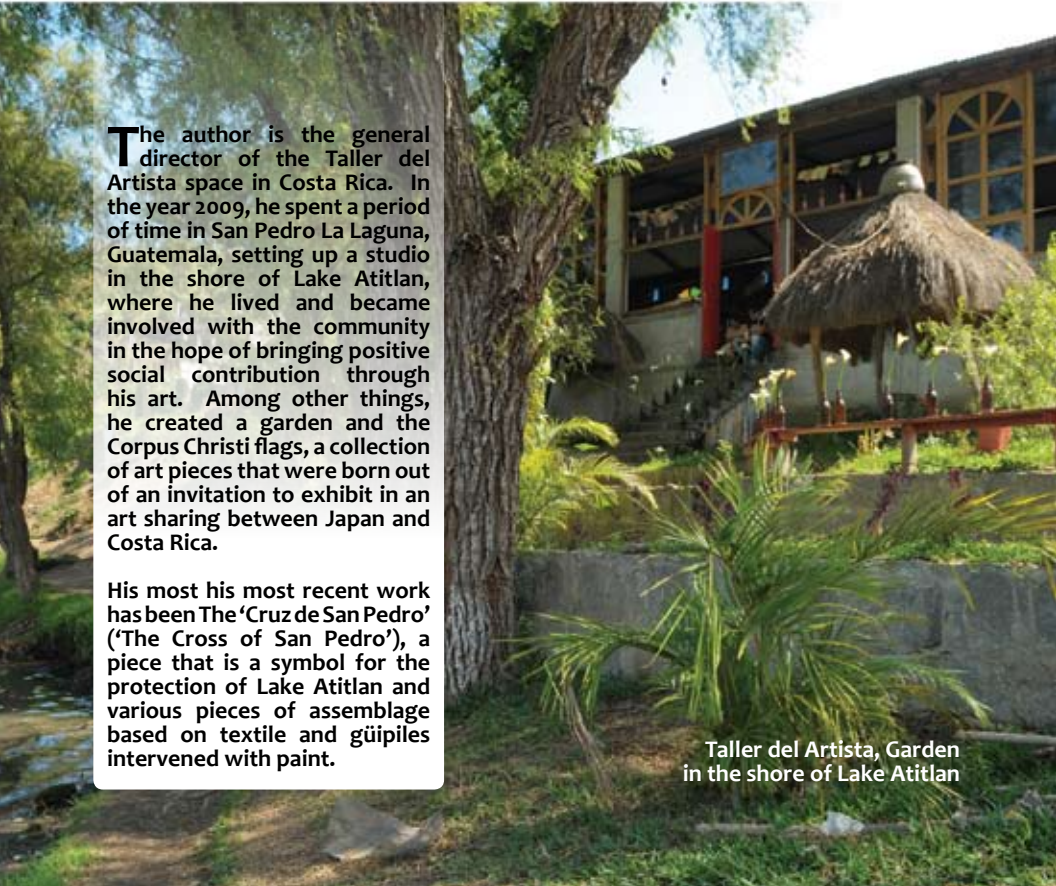 The author is the general
director of the Taller del
Artista space in Costa Rica. In
the year 2009, he spent a period
of time in San Pedro La Laguna,
Guatemala, setting up a studio
in the shore of Lake Atitlan,
where he lived and became
involved with the community
in the hope of bringing positive
social contribution through
his art. Among other things,
he created a garden and the
Corpus Christi flags, a collection
of art pieces that were born out
of an invitation to exhibit in an
art sharing between Japan and
Costa Rica.

His most his most recent work
has been The ‘Cruz de San Pedro’
(‘The Cross of San Pedro’), a
piece that is a symbol for the
protection of Lake Atitlan and
various pieces of assemblage
based on textile and güipiles
intervened with paint.

Taller del Artista, Garden
in the shore of Lake Atitlan